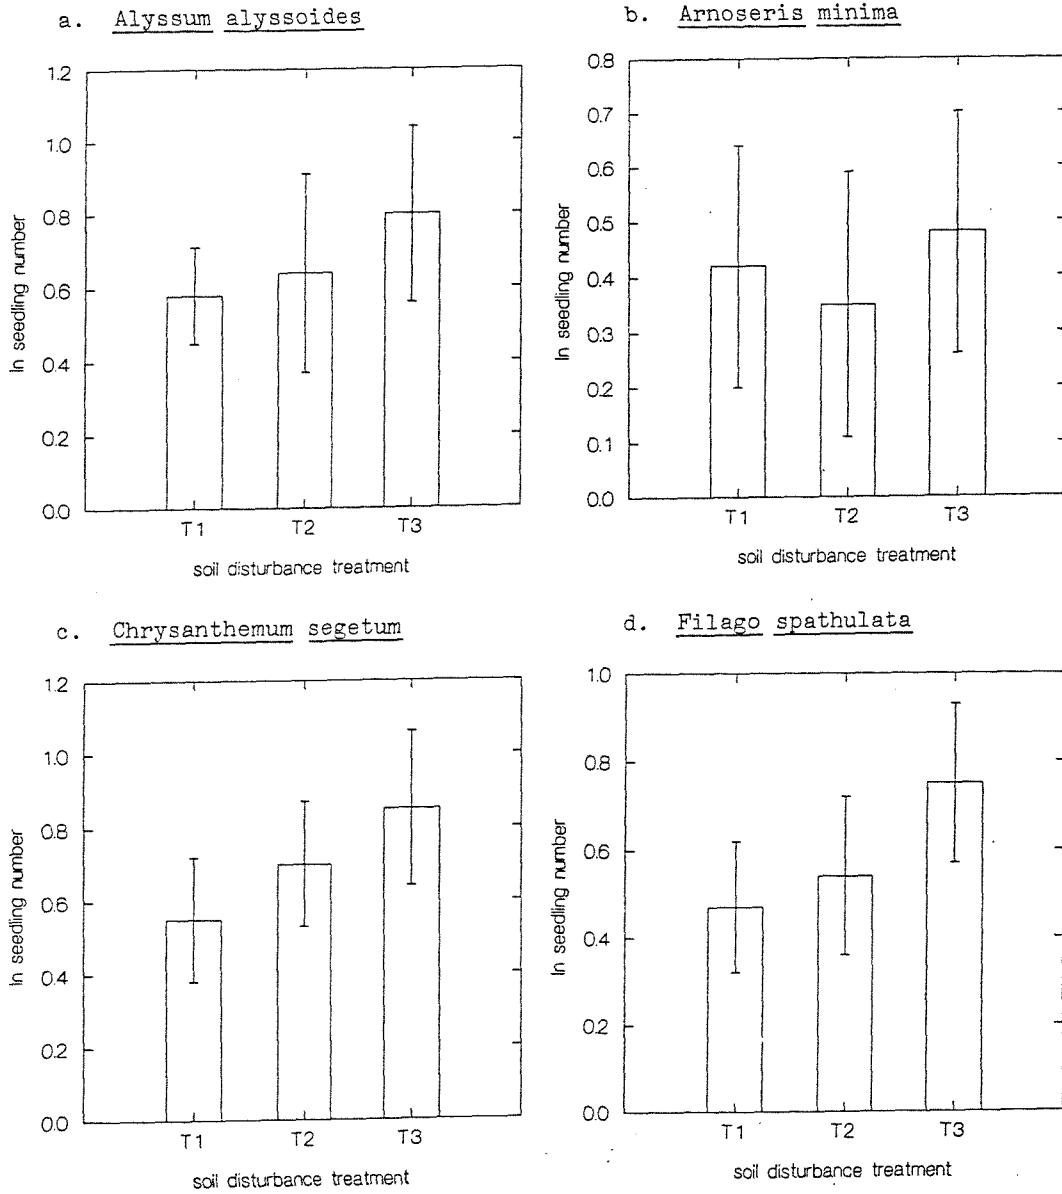 a. Alyssum alyssoides
1.2
1.0
0.8
0.6
0.4
0.2
0.0
ln seedling number
T1 T2 T3
soil disturbance treatment
b. Arnoseris minima
0.8
0.7
0.6
0.5
0.4
0.3
0.2
0.1
0.0
ln seedling number
T1 T2 T3
soil disturbance treatment
c. Chrysanthemum segetum
1.2
1.0
0.8
0.6
0.4
0.2
0.0
ln seedling number
T1 T2 T3
soil disturbance treatment
d. Filago spathulata
1.0
0.8
0.6
0.4
0.2
0.0
ln seedling number
T1 T2 T3
soil disturbance treatment